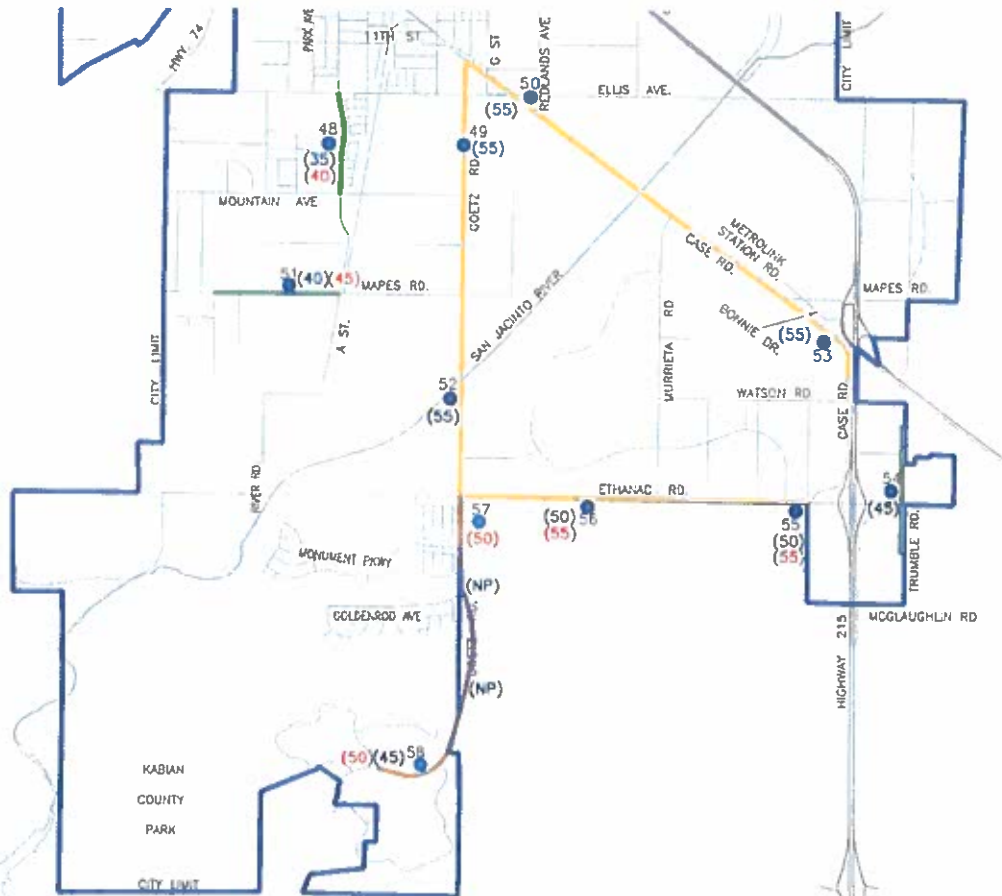 HWY. 74
PARK AVE
11TH ST
G ST
REDLANDS AVE
CITY LIMIT
50
(55)
ELLIS AVE.
48
(35)
(40)
49
(55)
GOETZ RD.
MOUNTAIN AVE
METROLINK
STATION RD.
CASE RD.
51 (40)(45)
MAPES RD.
MAPES RD.
A ST.
SAN JACINTO RIVER
MURRIETA RD
BONNIE DR.
(55)
53
CITY LIMIT
52
(55)
WATSON RD
CASE RD.
RIVER RD
ETHANAC RD.
54
(45)
57
(50)
(50) 56
(55)
55
(50)
(55)
TRUMBLE RD.
MONUMENT PKWY
(NP)
GOLDENROD AVE
MCGLAUGHLIN RD
HIGHWAY 215
(NP)
(50)(45) 58
KABIAN
COUNTY
PARK
CITY LIMIT